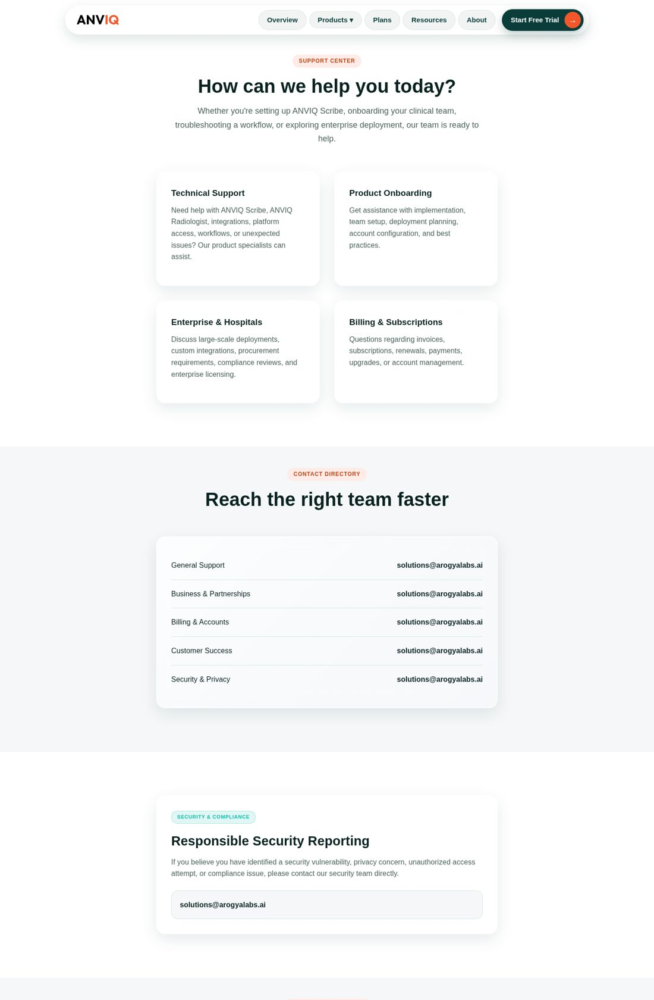 ANVIQ
Overview
Products ▾
Plans
Resources
About
Start Free Trial →
SUPPORT CENTER
How can we help you today?
Whether you're setting up ANVIQ Scribe, onboarding your clinical team,
troubleshooting a workflow, or exploring enterprise deployment, our team is ready to
help.
Technical Support
Need help with ANVIQ Scribe, ANVIQ
Radiologist, integrations, platform
access, workflows, or unexpected
issues? Our product specialists can
assist.
Product Onboarding
Get assistance with implementation,
team setup, deployment planning,
account configuration, and best
practices.
Enterprise & Hospitals
Discuss large-scale deployments,
custom integrations, procurement
requirements, compliance reviews, and
enterprise licensing.
Billing & Subscriptions
Questions regarding invoices,
subscriptions, renewals, payments,
upgrades, or account management.
CONTACT DIRECTORY
Reach the right team faster
General Support
solutions@arogyalabs.ai
Business & Partnerships
solutions@arogyalabs.ai
Billing & Accounts
solutions@arogyalabs.ai
Customer Success
solutions@arogyalabs.ai
Security & Privacy
solutions@arogyalabs.ai
SECURITY & COMPLIANCE
Responsible Security Reporting
If you believe you have identified a security vulnerability, privacy concern, unauthorized access
attempt, or compliance issue, please contact our security team directly.
solutions@arogyalabs.ai